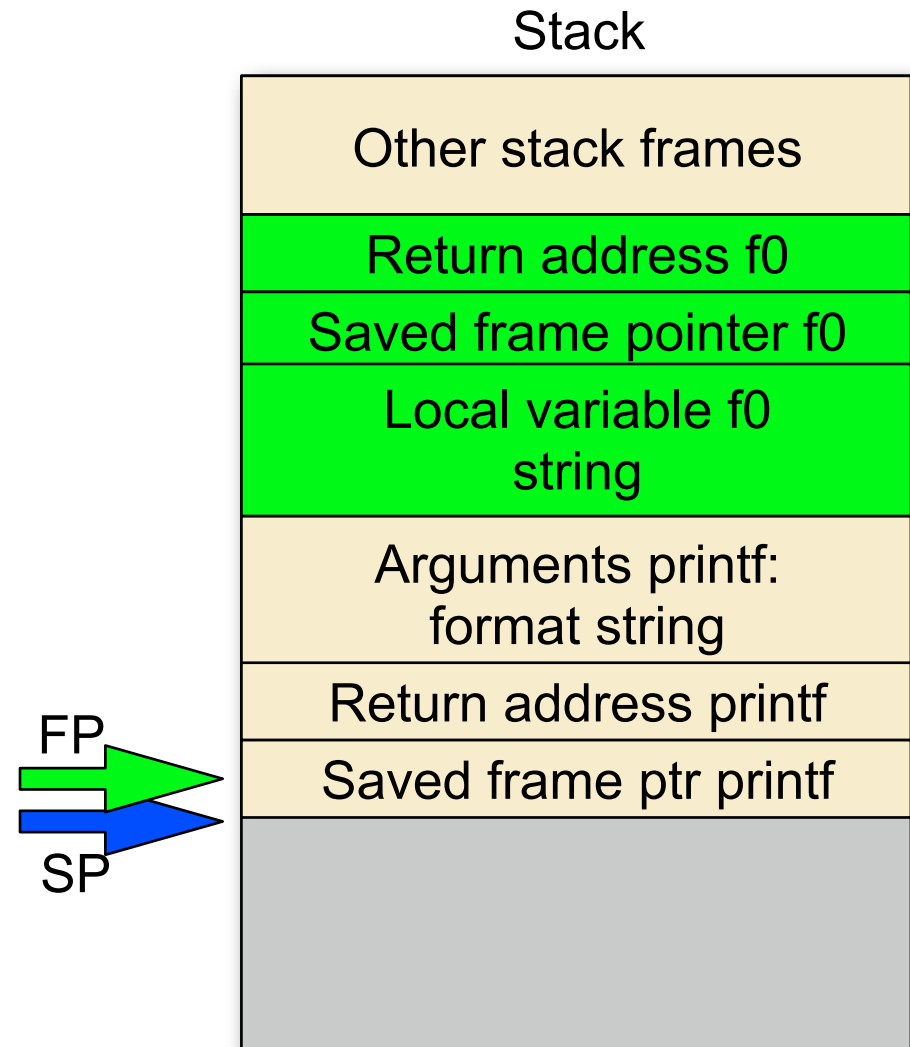 Stack
Other stack frames
Return address f0
Saved frame pointer f0
Local variable f0
string
Arguments printf:
format string
Return address printf
FP
Saved frame ptr printf
SP